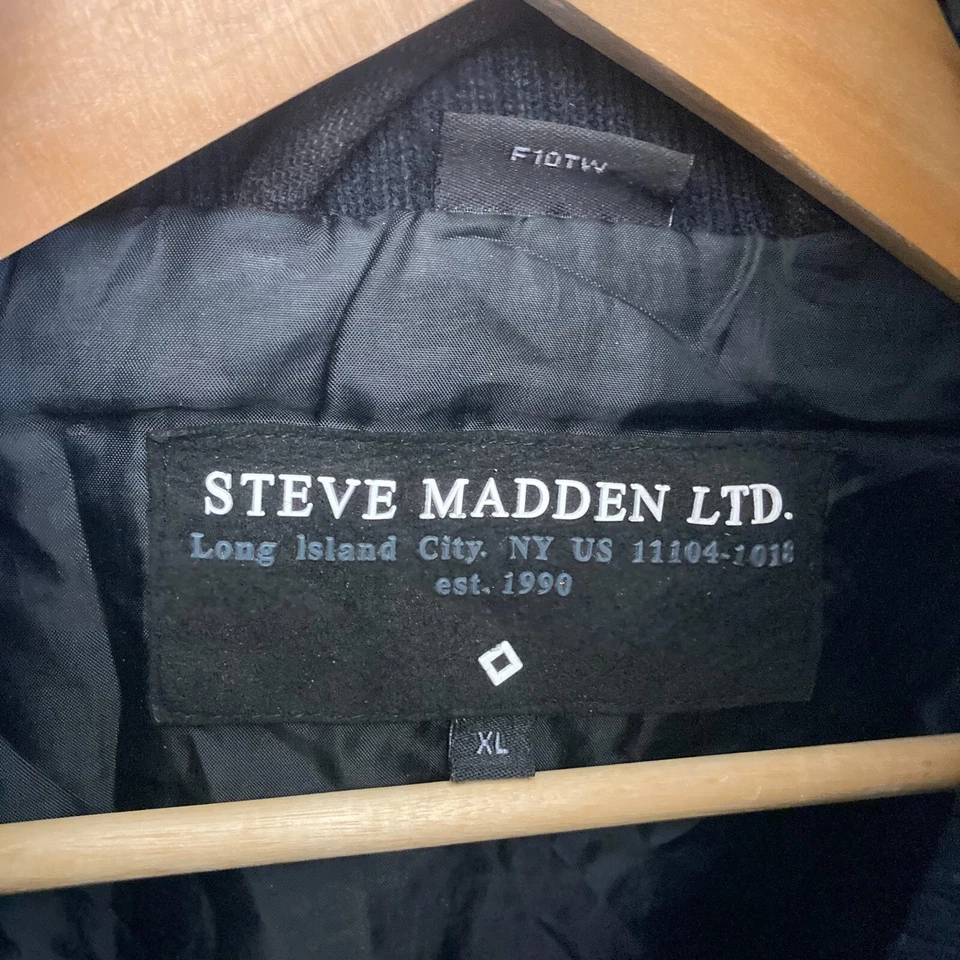 F10TW
STEVE MADDEN LTD.
Long Island City. NY US 11104-1018
est. 1990
XL